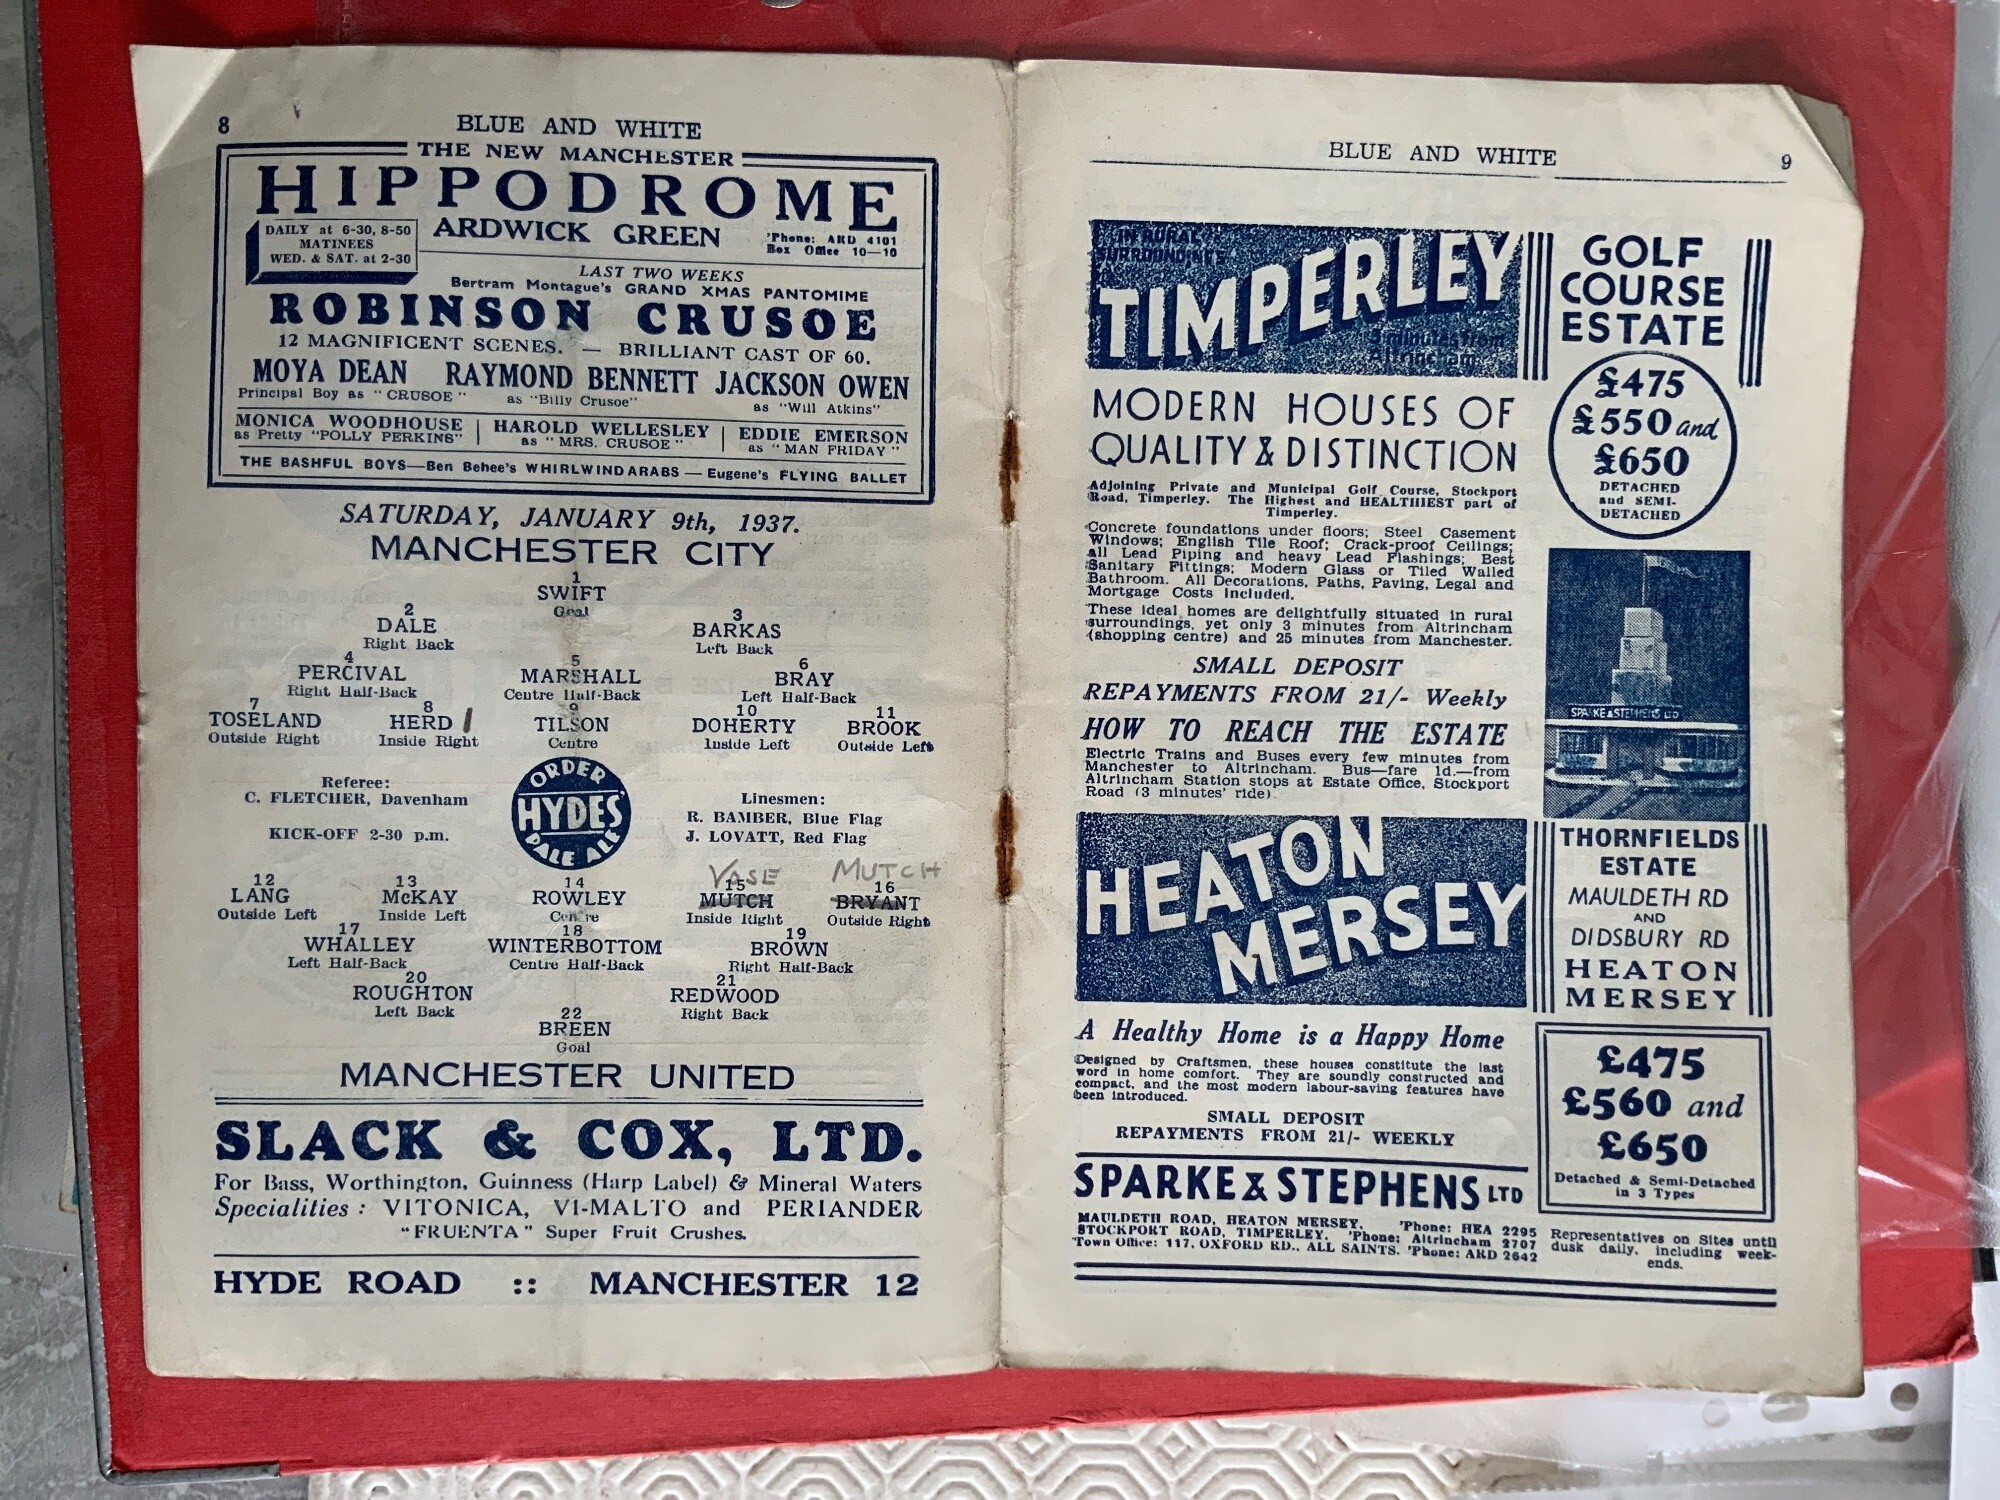 8
BLUE AND WHITE
THE NEW MANCHESTER
HIPPODROME
DAILY at 6-30, 8-50
MATINEES
WED. & SAT. at 2-30
ARDWICK GREEN
'Phone: ARD 4101
Box Office 10—10
LAST TWO WEEKS
Bertram Montague's GRAND XMAS PANTOMIME
ROBINSON CRUSOE
12 MAGNIFICENT SCENES. — BRILLIANT CAST OF 60.
MOYA DEAN RAYMOND BENNETT JACKSON OWEN
Principal Boy as "CRUSOE" as "Billy Crusoe" as "Will Atkins"
MONICA WOODHOUSE HAROLD WELLESLEY EDDIE EMERSON
as Pretty "POLLY PERKINS" as "MRS. CRUSOE" as "MAN FRIDAY"
THE BASHFUL BOYS—Ben Behee's WHIRLWIND ARABS — Eugene's FLYING BALLET
SATURDAY, JANUARY 9th, 1937.
MANCHESTER CITY
1
SWIFT
Goal
2 3
DALE BARKAS
Right Back Left Back
4 5 6
PERCIVAL MARSHALL BRAY
Right Half-Back Centre Half-Back Left Half-Back
7 8 9 10 11
TOSELAND HERD 1 TILSON DOHERTY BROOK
Outside Right Inside Right Centre Inside Left Outside Left
Referee:
C. FLETCHER, Davenham
KICK-OFF 2-30 p.m.
ORDER
HYDES'
PALE ALE
Linesmen:
R. BAMBER, Blue Flag
J. LOVATT, Red Flag
VOSE MUTCH
12 13 14 15 16
LANG McKAY ROWLEY MUTCH BRYANT
Outside Left Inside Left Centre Inside Right Outside Right
17 18 19
WHALLEY WINTERBOTTOM BROWN
Left Half-Back Centre Half-Back Right Half-Back
20 21
ROUGHTON REDWOOD
Left Back Right Back
22
BREEN
Goal
MANCHESTER UNITED
SLACK & COX, LTD.
For Bass, Worthington, Guinness (Harp Label) & Mineral Waters
Specialities : VITONICA, VI-MALTO and PERIANDER
"FRUENTA" Super Fruit Crushes.
HYDE ROAD :: MANCHESTER 12
BLUE AND WHITE
9
IN RURAL
SURROUNDINGS
TIMPERLEY
3 minutes from
Altrincham
GOLF
COURSE
ESTATE
£475
£550 and
£650
DETACHED
and SEMI-
DETACHED
MODERN HOUSES OF
QUALITY & DISTINCTION
Adjoining Private and Municipal Golf Course, Stockport
Road, Timperley. The Highest and HEALTHIEST part of
Timperley.
Concrete foundations under floors; Steel Casement
Windows; English Tile Roof; Crack-proof Ceilings;
all Lead Piping and heavy Lead Flashings; Best
Sanitary Fittings; Modern Glass or Tiled Walled
Bathroom. All Decorations, Paths, Paving, Legal and
Mortgage Costs Included.
These ideal homes are delightfully situated in rural
surroundings, yet only 3 minutes from Altrincham
(shopping centre) and 25 minutes from Manchester.
SMALL DEPOSIT
REPAYMENTS FROM 21/- Weekly
HOW TO REACH THE ESTATE
Electric Trains and Buses every few minutes from
Manchester to Altrincham. Bus—fare 1d.—from
Altrincham Station stops at Estate Office, Stockport
Road (3 minutes' ride)
SPARKE & STEPHENS LTD
HEATON
MERSEY
THORNFIELDS
ESTATE
MAULDETH RD
AND
DIDSBURY RD
HEATON
MERSEY
A Healthy Home is a Happy Home
Designed by Craftsmen, these houses constitute the last
word in home comfort. They are soundly constructed and
compact, and the most modern labour-saving features have
been introduced.
SMALL DEPOSIT
REPAYMENTS FROM 21/- WEEKLY
£475
£560 and
£650
Detached & Semi-Detached
in 3 Types
SPARKE & STEPHENS LTD
MAULDETH ROAD, HEATON MERSEY. 'Phone: HEA 2295
STOCKPORT ROAD, TIMPERLEY. 'Phone: Altrincham 2707
Town Office: 117, OXFORD RD., ALL SAINTS. 'Phone: ARD 2642
Representatives on Sites until
dusk daily, including week-
ends.